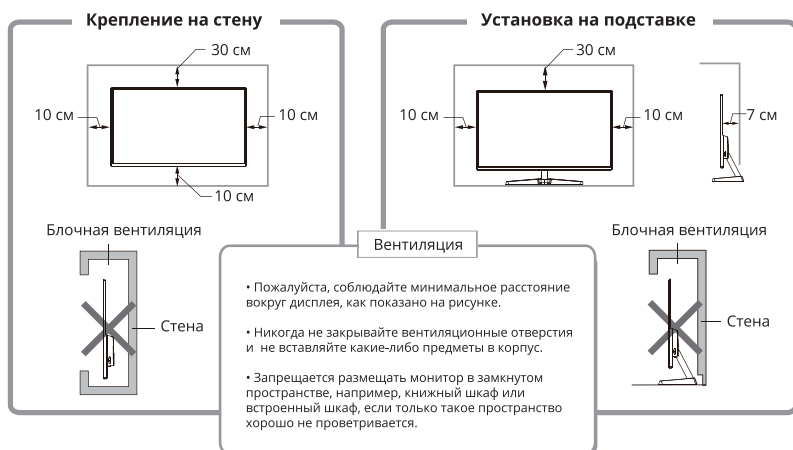 Крепление на стену
30 см
10 см
10 см
10 см
Блочная вентиляция
Стена
Установка на подставке
30 см
10 см
10 см
7 см
Блочная вентиляция
Стена
Вентиляция
• Пожалуйста, соблюдайте минимальное расстояние
вокруг дисплея, как показано на рисунке.
• Никогда не закрывайте вентиляционные отверстия
и не вставляйте какие-либо предметы в корпус.
• Запрещается размещать монитор в замкнутом
пространстве, например, книжный шкаф или
встроенный шкаф, если только такое пространство
хорошо не проветривается.